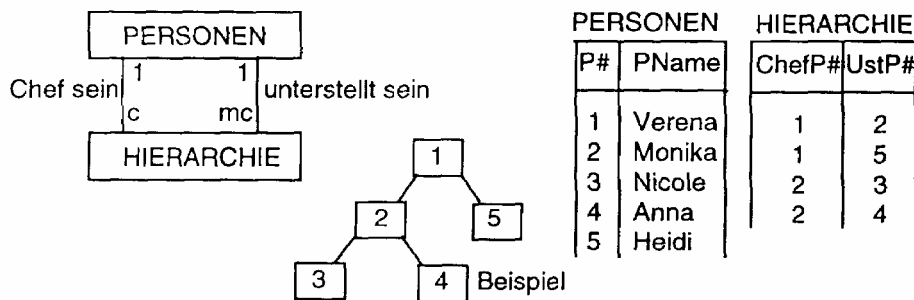 PERSONEN
1 1
Chef sein unterstellt sein
c mc
HIERARCHIE
1
2 5
3 4 Beispiel
PERSONEN HIERARCHIE
P# PName ChefP# UstP#
1 Verena 1 2
2 Monika 1 5
3 Nicole 2 3
4 Anna 2 4
5 Heidi